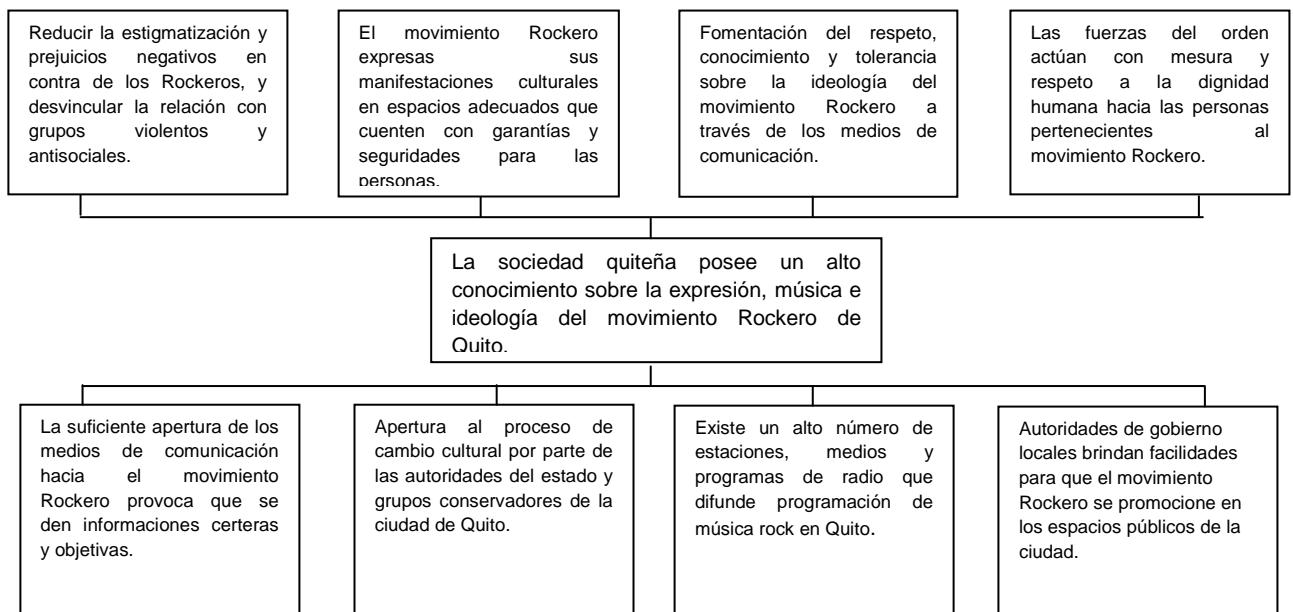 Reducir la estigmatización y
prejuicios negativos en
contra de los Rockeros, y
desvincular la relación con
grupos violentos y
antisociales.
El movimiento Rockero
expresas sus
manifestaciones culturales
en espacios adecuados que
cuenten con garantías y
seguridades para las
personas.
Fomentación del respeto,
conocimiento y tolerancia
sobre la ideología del
movimiento Rockero a
través de los medios de
comunicación.
Las fuerzas del orden
actúan con mesura y
respeto a la dignidad
humana hacia las personas
pertenecientes al
movimiento Rockero.
La sociedad quiteña posee un alto
conocimiento sobre la expresión, música e
ideología del movimiento Rockero de
Quito.
La suficiente apertura de los
medios de comunicación
hacia el movimiento
Rockero provoca que se
den informaciones certeras
y objetivas.
Apertura al proceso de
cambio cultural por parte de
las autoridades del estado y
grupos conservadores de la
ciudad de Quito.
Existe un alto número de
estaciones, medios y
programas de radio que
difunde programación de
música rock en Quito.
Autoridades de gobierno
locales brindan facilidades
para que el movimiento
Rockero se promocione en
los espacios públicos de la
ciudad.